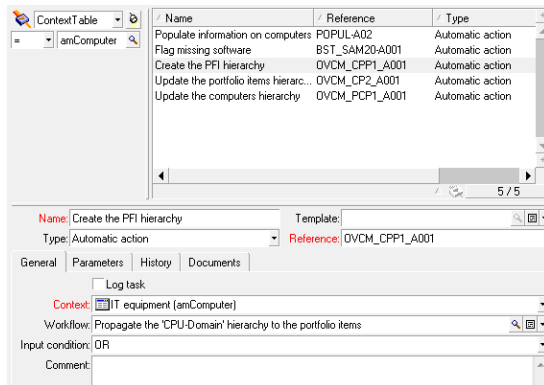 ContextTable
= amComputer
Name Reference Type
Populate information on computers POPUL-A02 Automatic action
Flag missing software BST_SAM20-A001 Automatic action
Create the PFI hierarchy OVCM_CPP1_A001 Automatic action
Update the portfolio items hierarc... OVCM_CP2_A001 Automatic action
Update the computers hierarchy OVCM_PCP1_A001 Automatic action
5 / 5
Name: Create the PFI hierarchy Template:
Type: Automatic action Reference: OVCM_CPP1_A001
General Parameters History Documents
Log task
Context: IT equipment (amComputer)
Workflow: Propagate the 'CPU-Domain' hierarchy to the portfolio items
Input condition: OR
Comment: